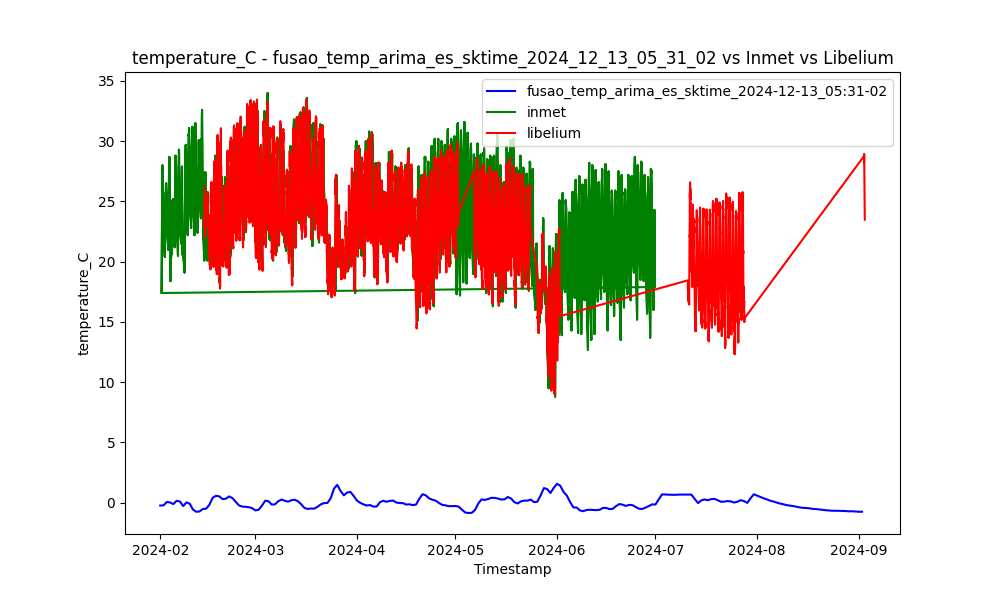 temperature_C - fusao_temp_arima_es_sktime_2024_12_13_05_31_02 vs Inmet vs Libelium
fusao_temp_arima_es_sktime_2024-12-13_05:31-02
inmet
libelium
35
30
25
20
15
10
5
0
temperature_C
2024-02
2024-03
2024-04
2024-05
2024-06
2024-07
2024-08
2024-09
Timestamp